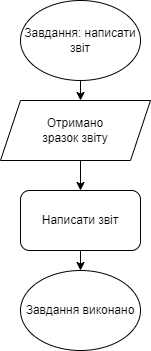 Завдання: написати
звіт
Отримано
зразок звіту
Написати звіт
Завдання виконано